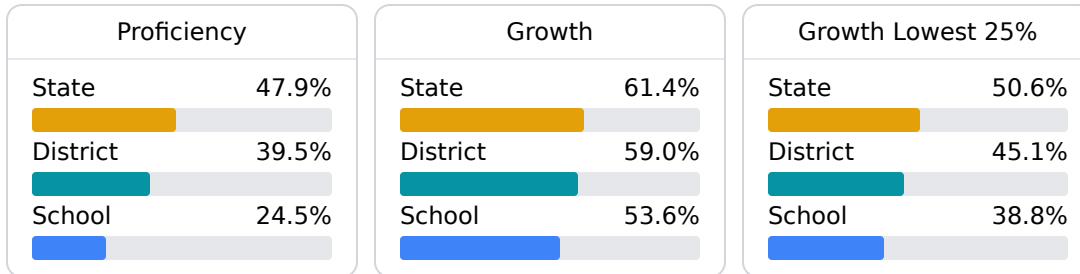 Proficiency
State 47.9%
District 39.5%
School 24.5%
Growth
State 61.4%
District 59.0%
School 53.6%
Growth Lowest 25%
State 50.6%
District 45.1%
School 38.8%